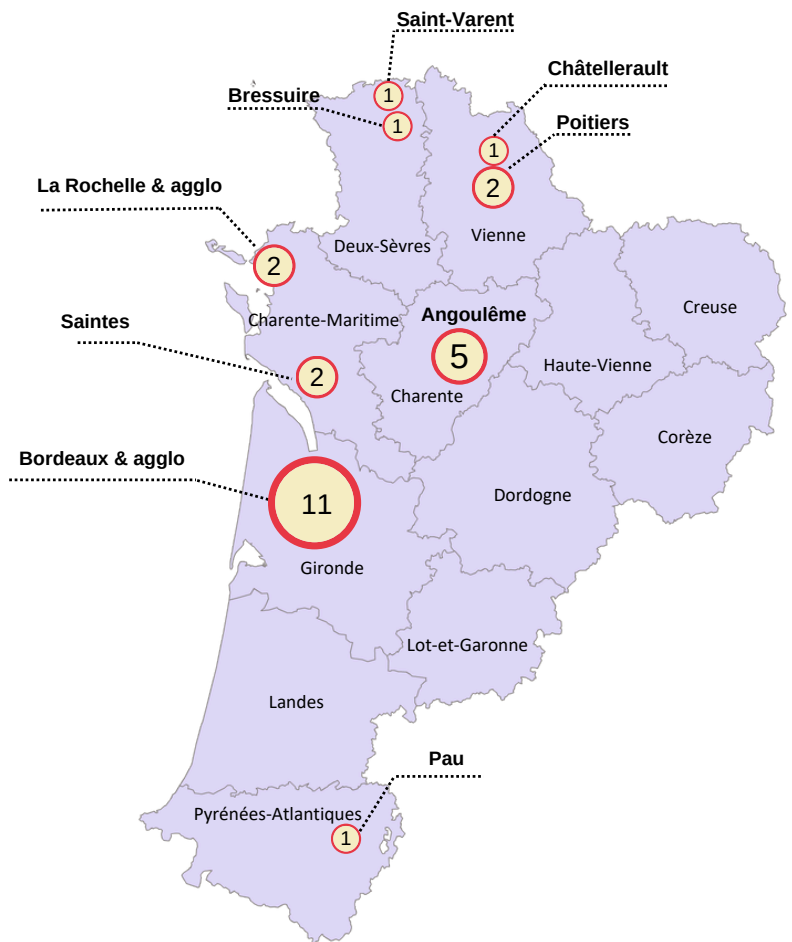 Saint-Varent
Châtellerault
Bressuire
1
1
Poitiers
1
La Rochelle & agglo
2
Deux-Sèvres
Vienne
2
Creuse
Charente-Maritime
Angoulême
Saintes
5
Haute-Vienne
2
Charente
Corèze
Bordeaux & agglo
Dordogne
11
Gironde
Lot-et-Garonne
Landes
Pau
Pyrénées-Atlantiques
1